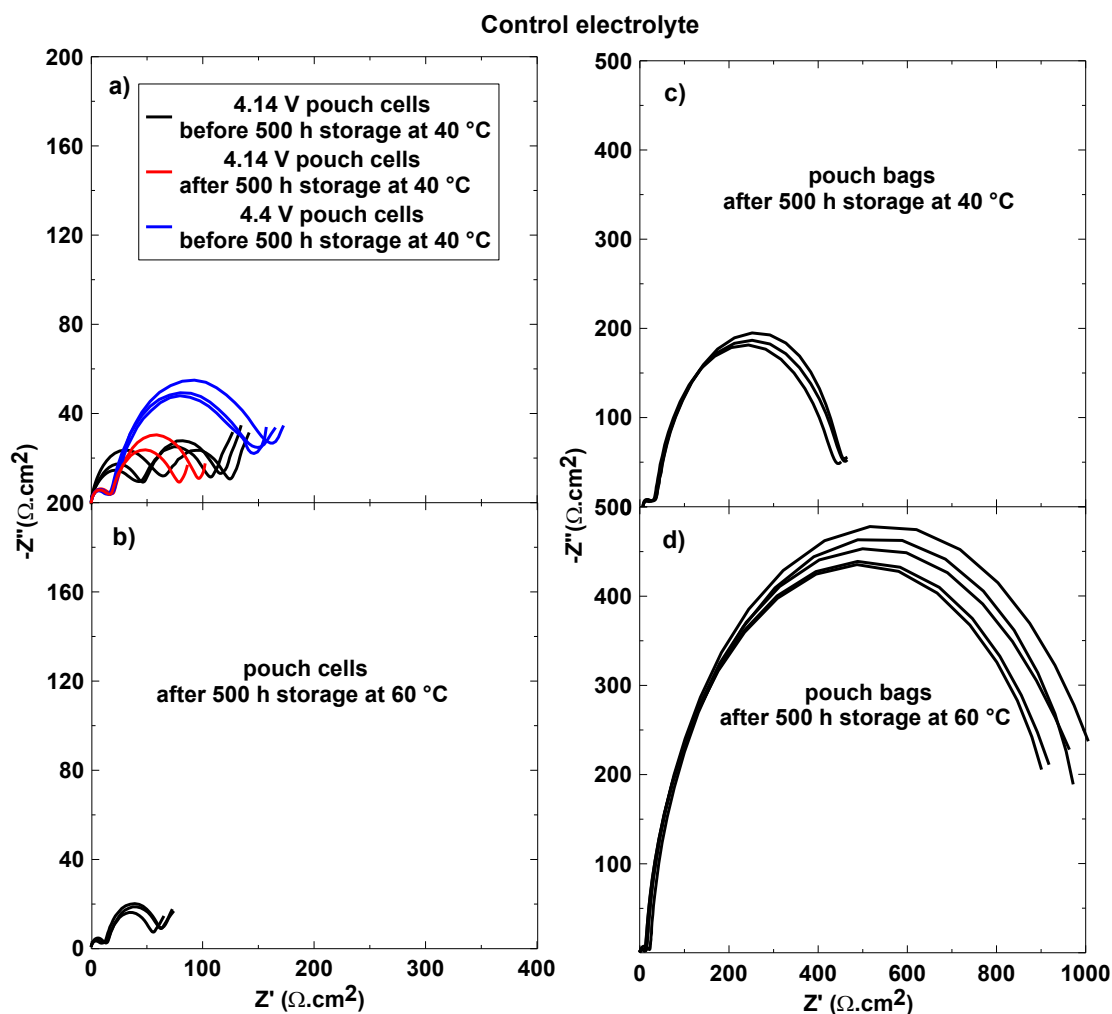 Control electrolyte
a)
4.14 V pouch cells
before 500 h storage at 40 °C
4.14 V pouch cells
after 500 h storage at 40 °C
4.4 V pouch cells
before 500 h storage at 40 °C
200
160
120
80
40
200
b)
pouch cells
after 500 h storage at 60 °C
160
120
80
40
0
0
100
200
300
400
-Z''(Ω.cm2)
Z' (Ω.cm2)
c)
pouch bags
after 500 h storage at 40 °C
500
400
300
200
100
500
d)
pouch bags
after 500 h storage at 60 °C
400
300
200
100
0
200
400
600
800
1000
-Z''(Ω.cm2)
Z' (Ω.cm2)